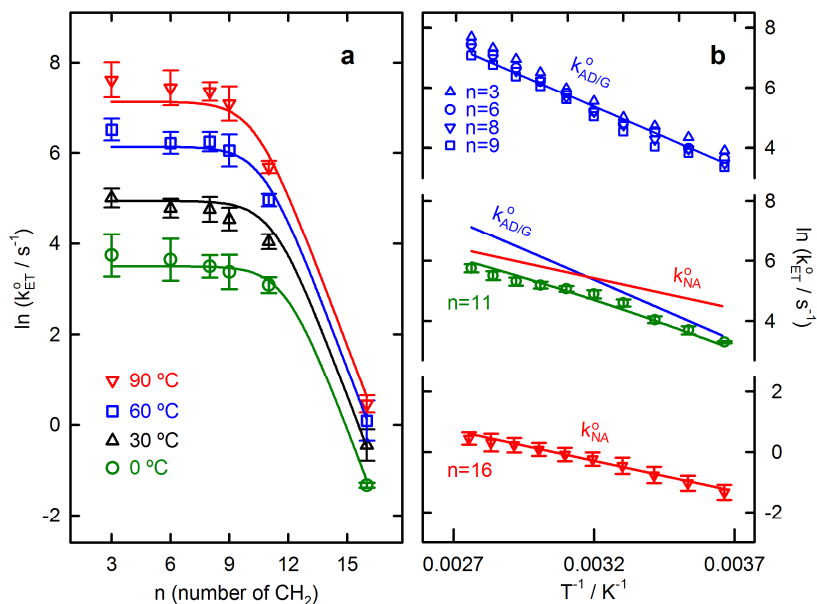 a
8
6
4
2
0
-2
ln (k°ET / s⁻¹)
90 ºC
60 ºC
30 ºC
0 ºC
3
6
9
12
15
n (number of CH₂)
b
k°AD/G
n=3
n=6
n=8
n=9
8
6
4
k°AD/G
k°NA
n=11
8
6
4
k°NA
n=16
2
0
-2
ln (k°ET / s⁻¹)
0.0027
0.0032
0.0037
T⁻¹ / K⁻¹